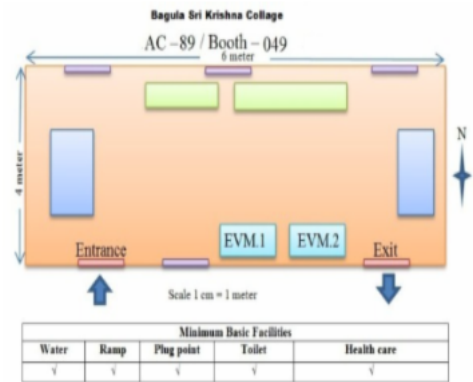 Bagula Sri Krishna Collage
AC –89 / Booth – 049
6 meter
4 meter
N
EVM.1 EVM.2
Entrance Exit
Scale 1 cm = 1 meter
Minimum Basic Facilities
Water Ramp Plug point Toilet Health care
√ √ √ √ √